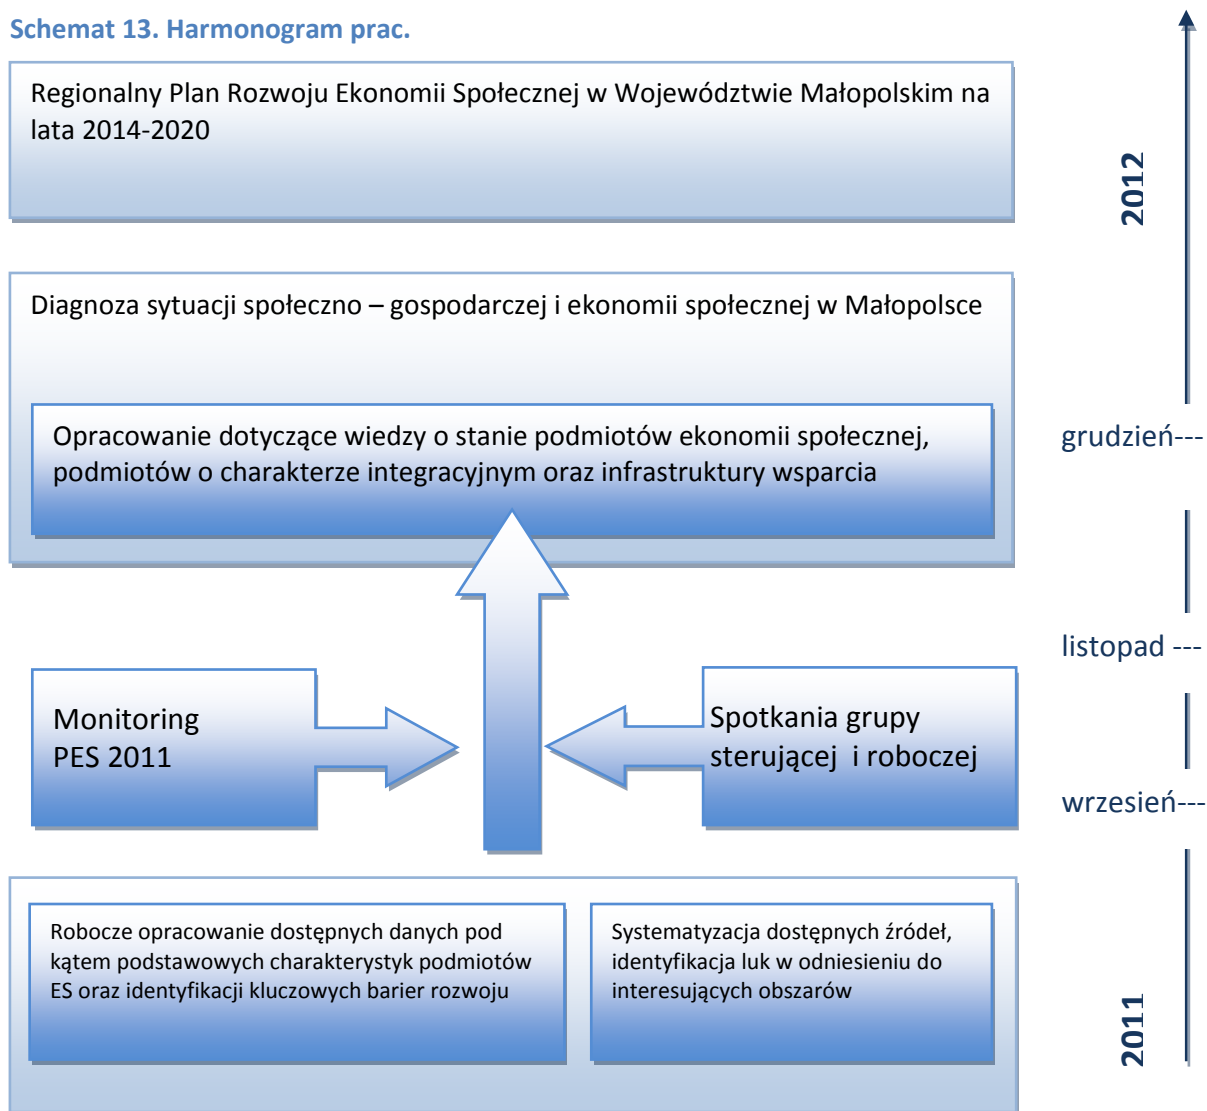 Schemat 13. Harmonogram prac.
Regionalny Plan Rozwoju Ekonomii Społecznej w Województwie Małopolskim na
lata 2014-2020
2012
Diagnoza sytuacji społeczno – gospodarczej i ekonomii społecznej w Małopolsce
Opracowanie dotyczące wiedzy o stanie podmiotów ekonomii społecznej,
podmiotów o charakterze integracyjnym oraz infrastruktury wsparcia
grudzień---
listopad ---
Monitoring
PES 2011
Spotkania grupy
sterującej i roboczej
wrzesień---
Robocze opracowanie dostępnych danych pod
kątem podstawowych charakterystyk podmiotów
ES oraz identyfikacji kluczowych barier rozwoju
Systematyzacja dostępnych źródeł,
identyfikacja luk w odniesieniu do
interesujących obszarów
2011